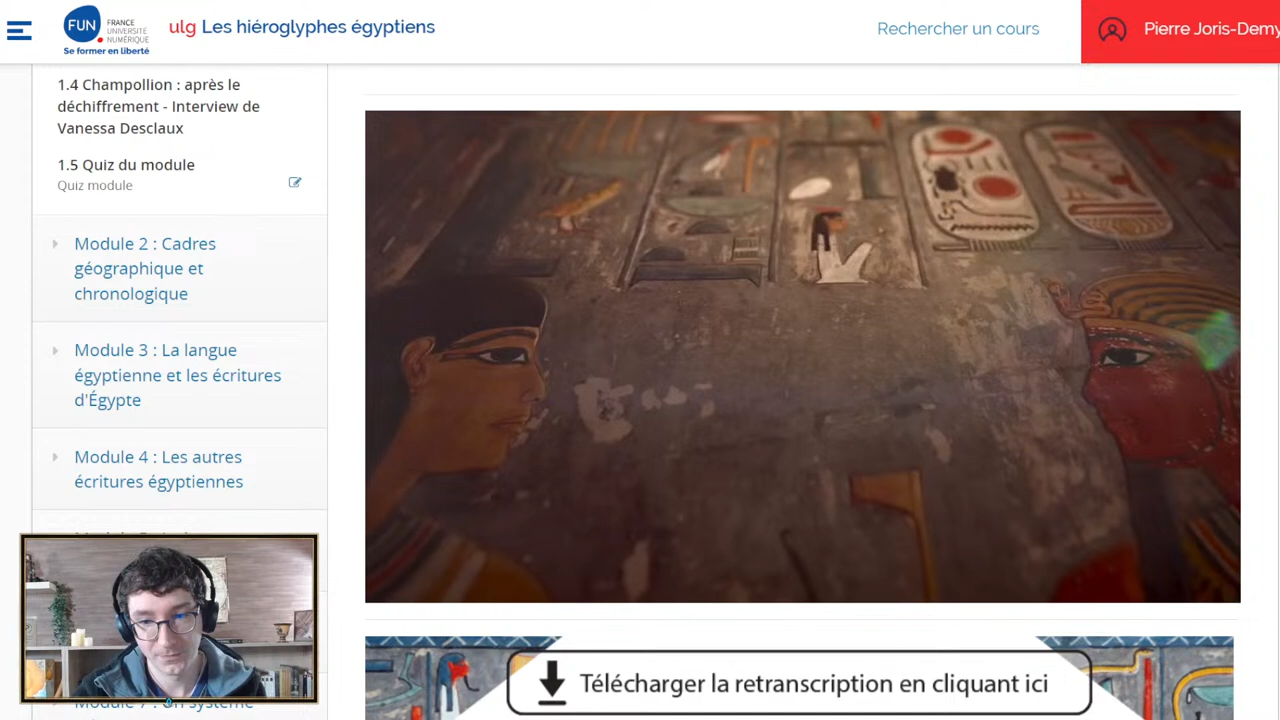 FUN FRANCE UNIVERSITÉ NUMÉRIQUE
Se former en liberté
ulg Les hiéroglyphes égyptiens
Rechercher un cours
Pierre Joris-Demy
1.4 Champollion : après le
déchiffrement - Interview de
Vanessa Desclaux
1.5 Quiz du module
Quiz module
Module 2 : Cadres
géographique et
chronologique
Module 3 : La langue
égyptienne et les écritures
d'Égypte
Module 4 : Les autres
écritures égyptiennes
Télécharger la retranscription en cliquant ici